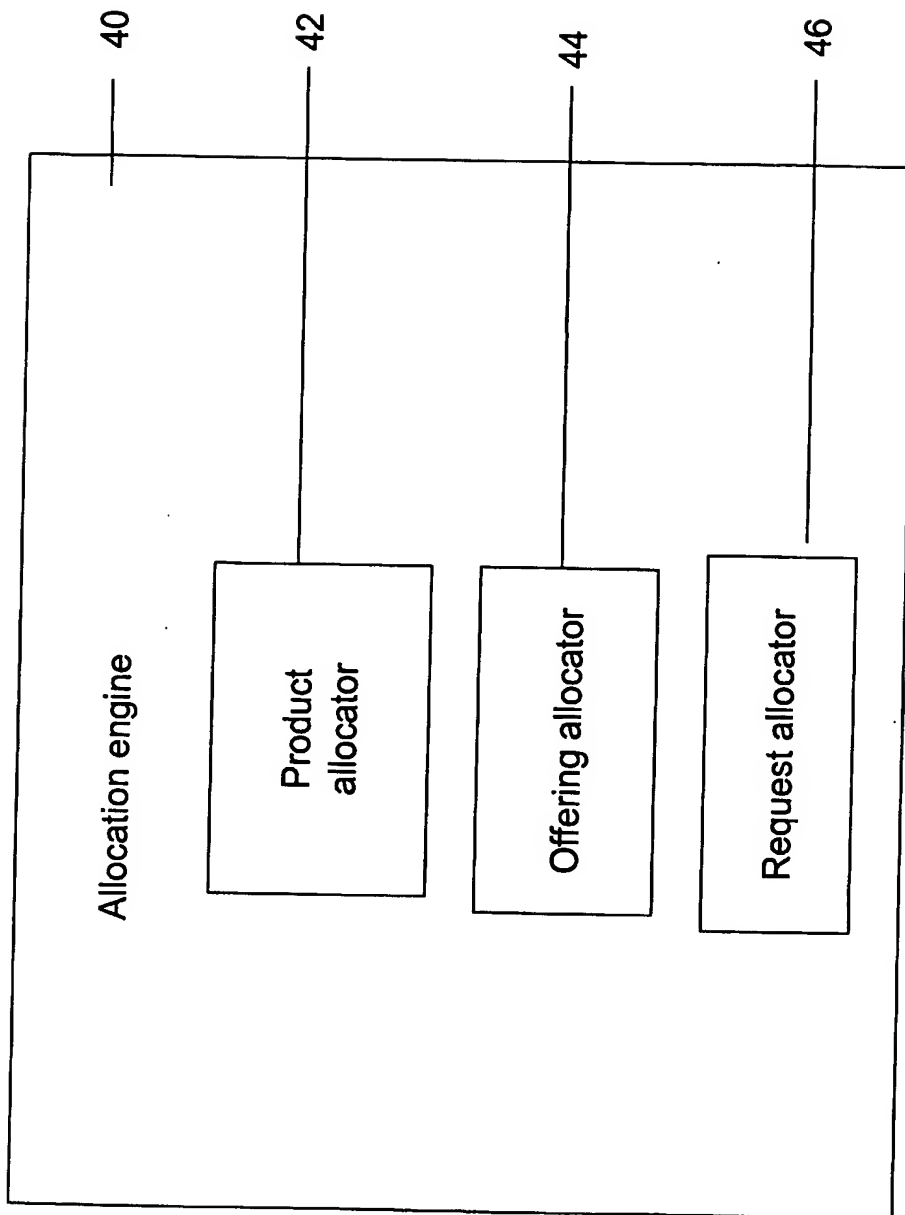 Allocation engine
40
Product
allocator
42
Offering allocator
44
Request allocator
46